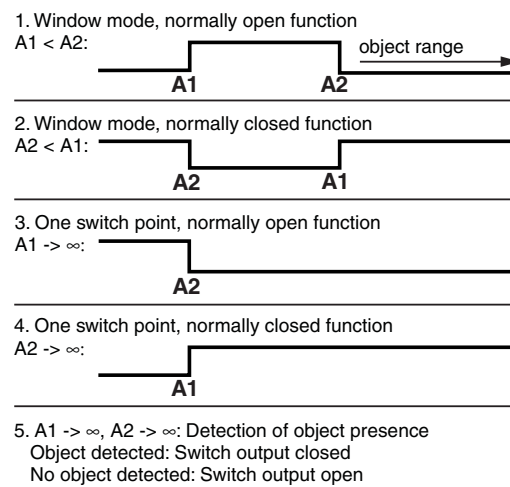 1. Window mode, normally open function
A1 < A2:
object range
A1
A2
2. Window mode, normally closed function
A2 < A1:
A2
A1
3. One switch point, normally open function
A1 -> ∞:
A2
4. One switch point, normally closed function
A2 -> ∞:
A1
5. A1 -> ∞, A2 -> ∞: Detection of object presence
Object detected: Switch output closed
No object detected: Switch output open